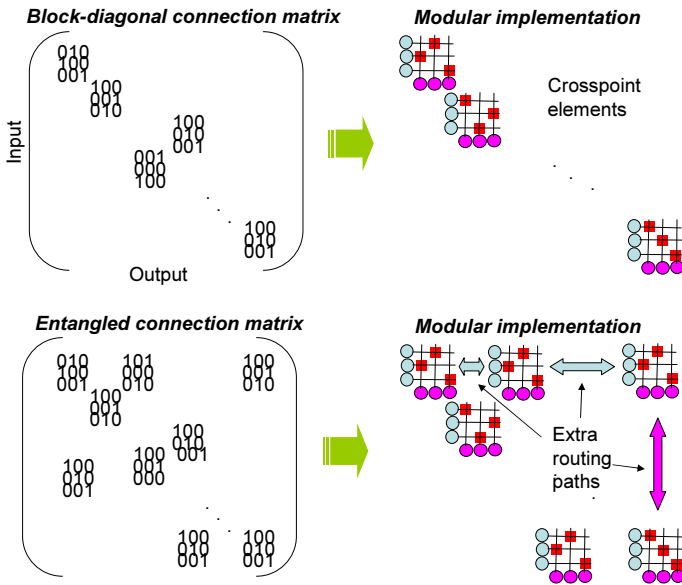 Block-diagonal connection matrix
Modular implementation
010
100
001
100
001
010
100
010
001
001
000
100
. . .
100
010
001
Input
Output
Crosspoint
elements
. . .
Entangled connection matrix
Modular implementation
010 101 100
100 100 001
001 010 010
100
001
010
100
010
001
100
001
000
100
010
001
. . .
100 100
010 010
001 001
Extra
routing
paths